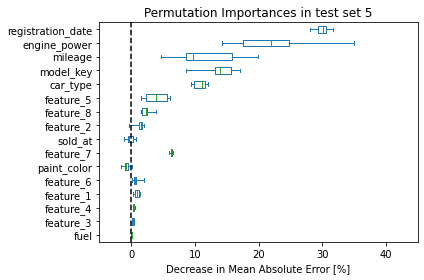 Permutation Importances in test set 5
registration_date
engine_power
mileage
model_key
car_type
feature_5
feature_8
feature_2
sold_at
feature_7
paint_color
feature_6
feature_1
feature_4
feature_3
fuel
0 10 20 30 40
Decrease in Mean Absolute Error [%]